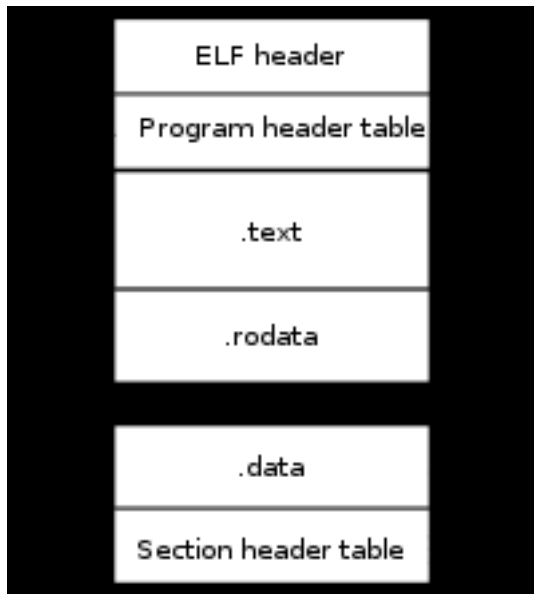 ELF header
Program header table
.text
.rodata
.data
Section header table